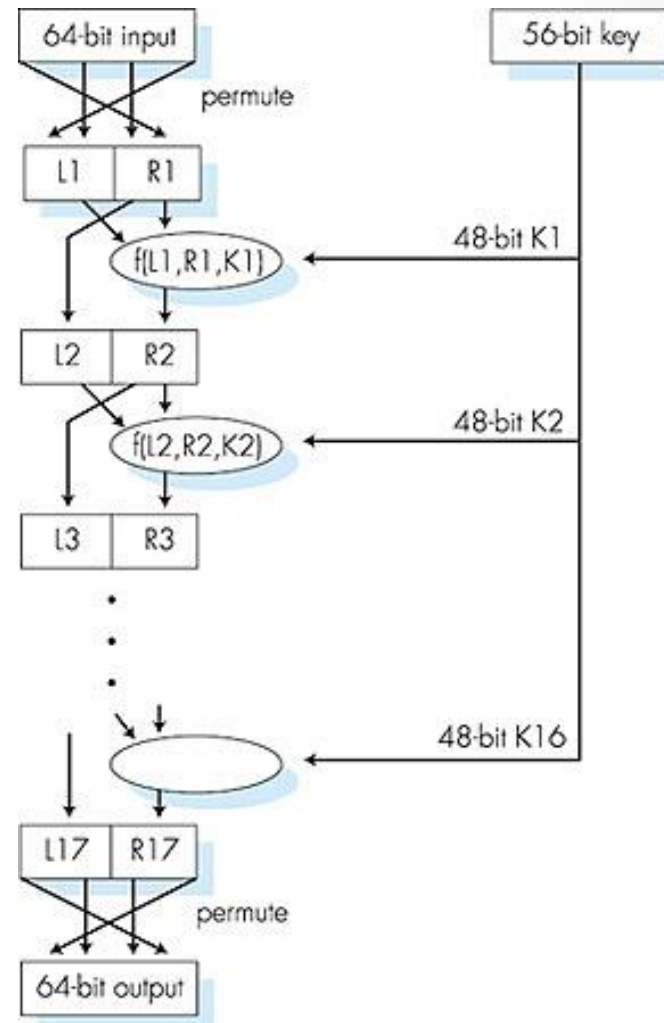 64-bit input
56-bit key
permute
L1 R1
48-bit K1
f(L1,R1,K1)
L2 R2
48-bit K2
f(L2,R2,K2)
L3 R3
48-bit K16
L17 R17
permute
64-bit output